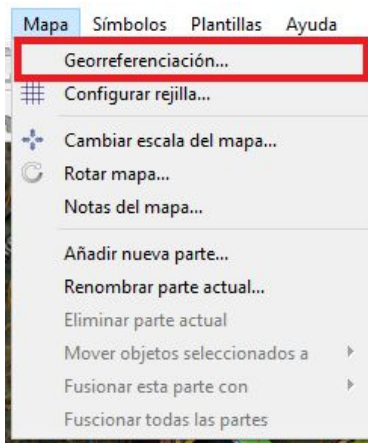 Mapa Símbolos Plantillas Ayuda
Georreferenciación...
Configurar rejilla...
Cambiar escala del mapa...
Rotar mapa...
Notas del mapa...
Añadir nueva parte...
Renombrar parte actual...
Eliminar parte actual
Mover objetos seleccionados a
Fusionar esta parte con
Fuscionar todas las partes